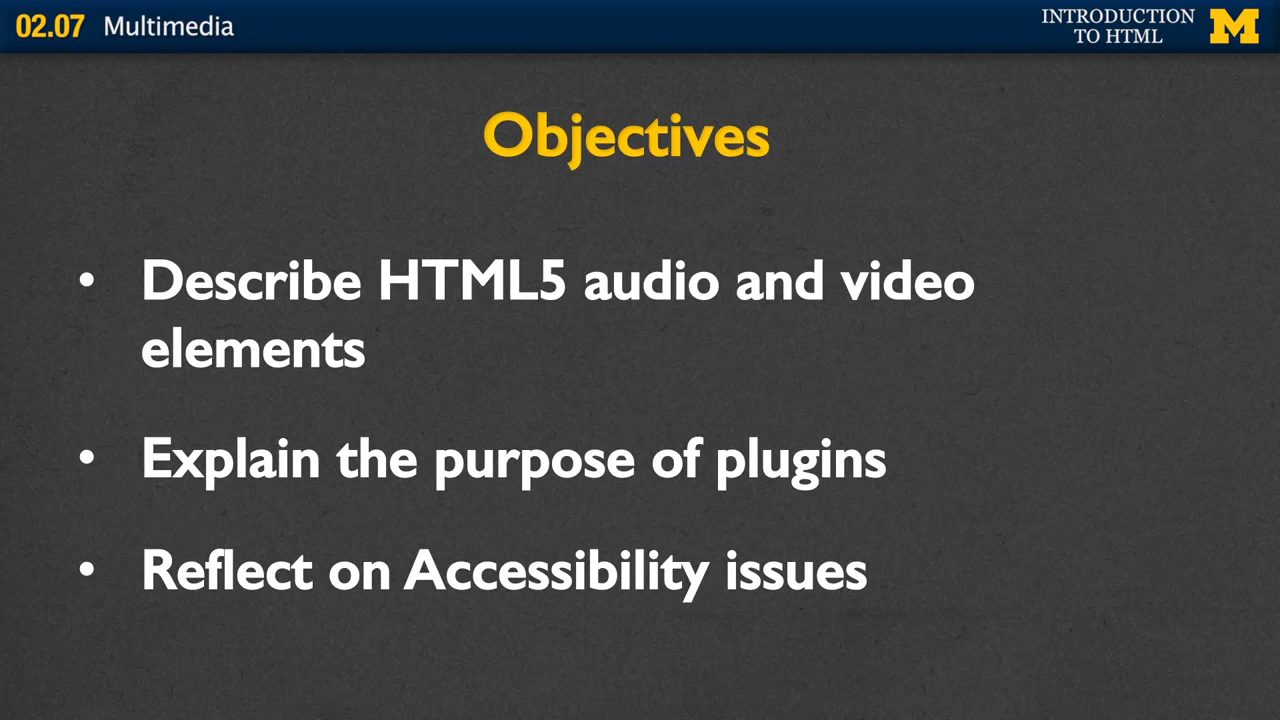 02.07 Multimedia
INTRODUCTION
TO HTML
M
Objectives
• Describe HTML5 audio and video
elements
• Explain the purpose of plugins
• Reflect on Accessibility issues